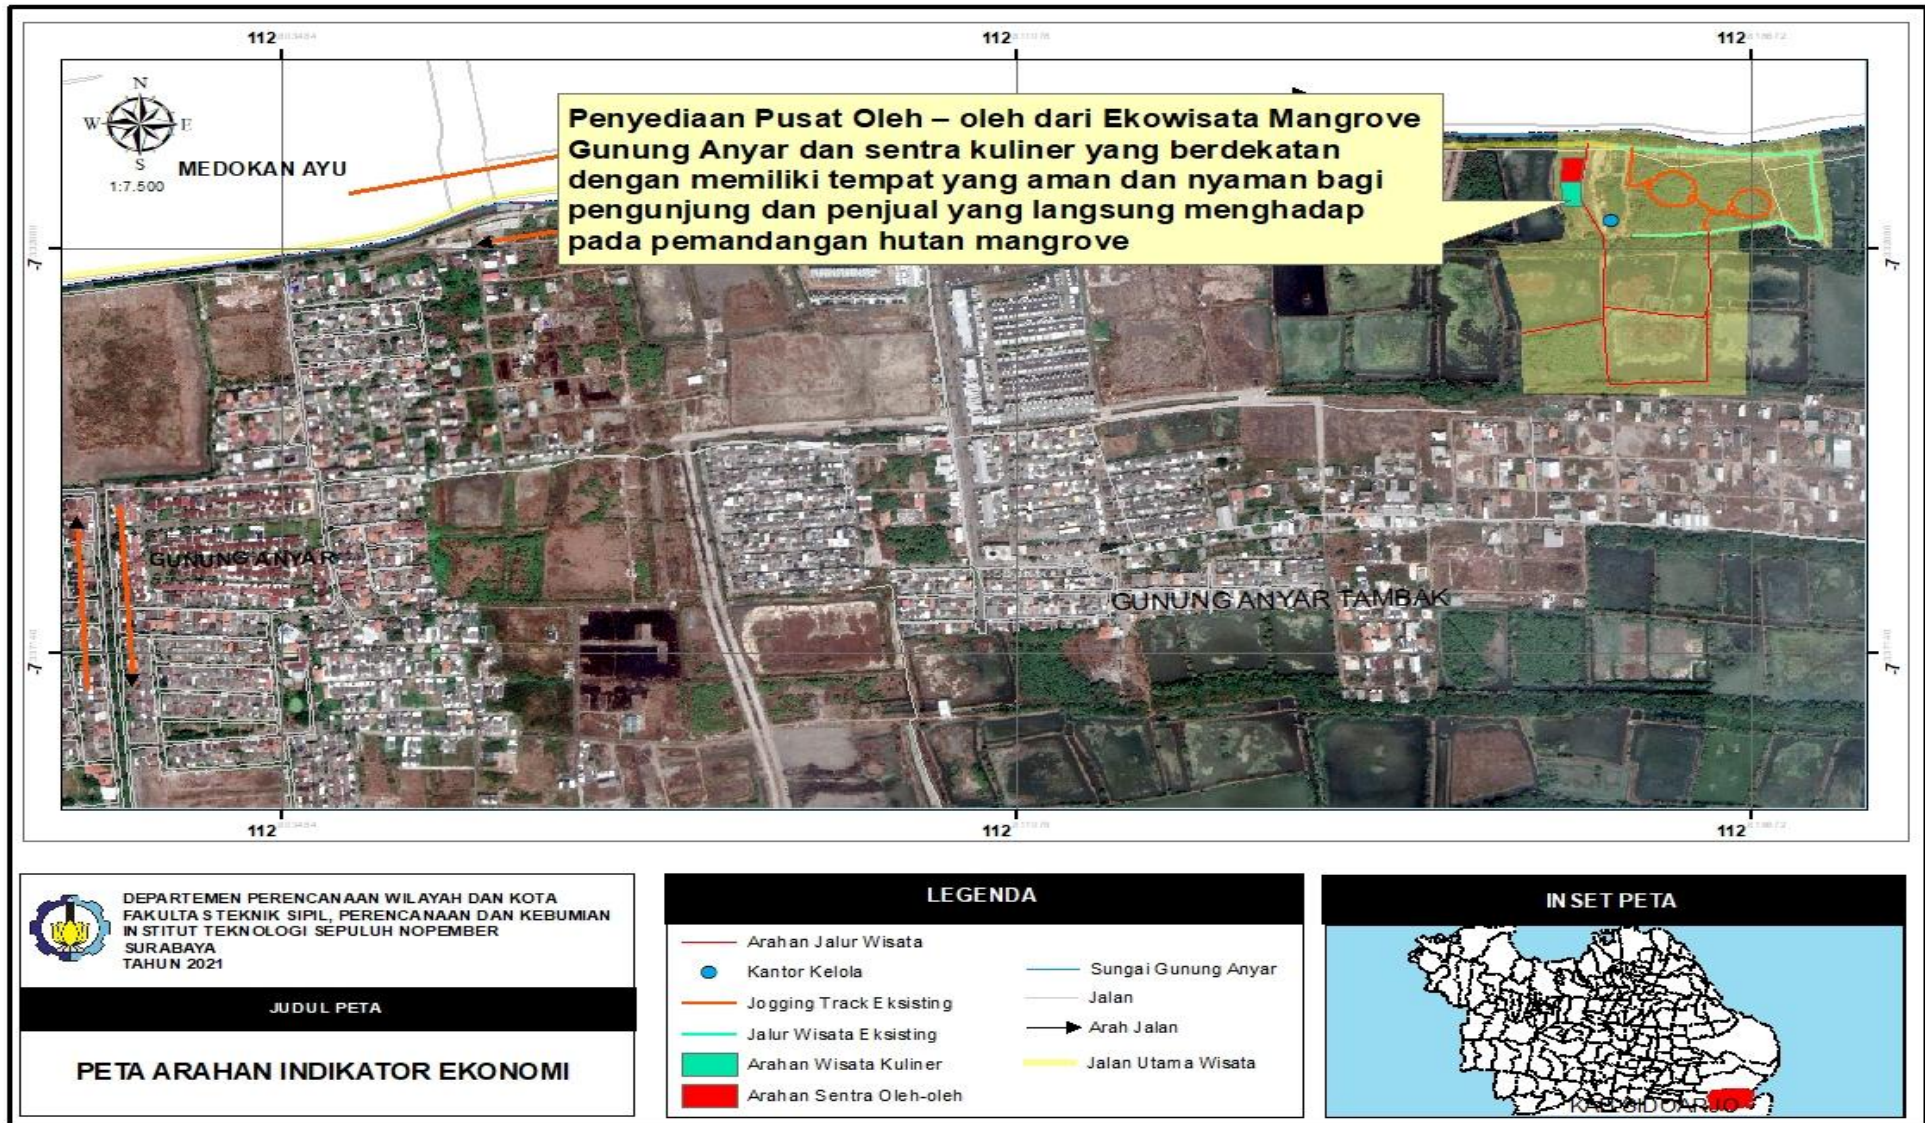 112 112 112
N
W E
S
1:7.500
MEDOKAN AYU
Penyediaan Pusat Oleh – oleh dari Ekowisata Mangrove
Gunung Anyar dan sentra kuliner yang berdekatan
dengan memiliki tempat yang aman dan nyaman bagi
pengunjung dan penjual yang langsung menghadap
pada pemandangan hutan mangrove
-7 -7
GUNUNG ANYAR
GUNUNG ANYAR TAMBAK
-7 -7
112 112 112
DEPARTEMEN PERENCANAAN WILAYAH DAN KOTA
FAKULTAS TEKNIK SIPIL, PERENCANAAN DAN KEBUMIAN
INSTITUT TEKNOLOGI SEPULUH NOPEMBER
SURABAYA
TAHUN 2021
JUDUL PETA
PETA ARAHAN INDIKATOR EKONOMI
LEGENDA
Arahan Jalur Wisata
Kantor Kelola
Jogging Track Eksisting
Jalur Wisata Eksisting
Arahan Wisata Kuliner
Arahan Sentra Oleh-oleh
Sungai Gunung Anyar
Jalan
Arah Jalan
Jalan Utama Wisata
INSET PETA
KAB. SIDOARJO